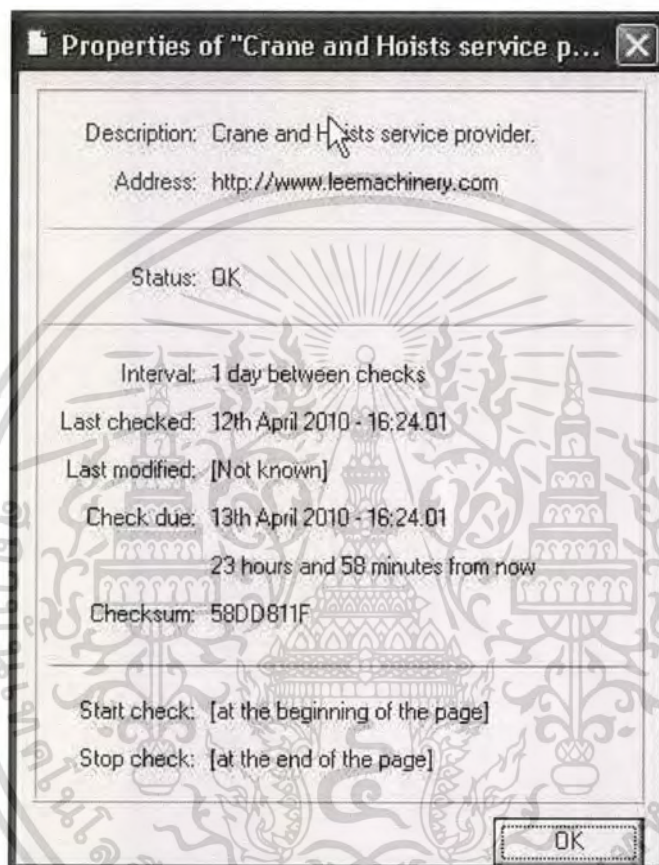 Properties of "Crane and Hoists service p...
Description: Crane and Hoists service provider.
Address: http://www.leemachinery.com
Status: OK
Interval: 1 day between checks
Last checked: 12th April 2010 - 16:24.01
Last modified: [Not known]
Check due: 13th April 2010 - 16:24.01
23 hours and 58 minutes from now
Checksum: 58DD811F
Start check: [at the beginning of the page]
Stop check: [at the end of the page]
OK